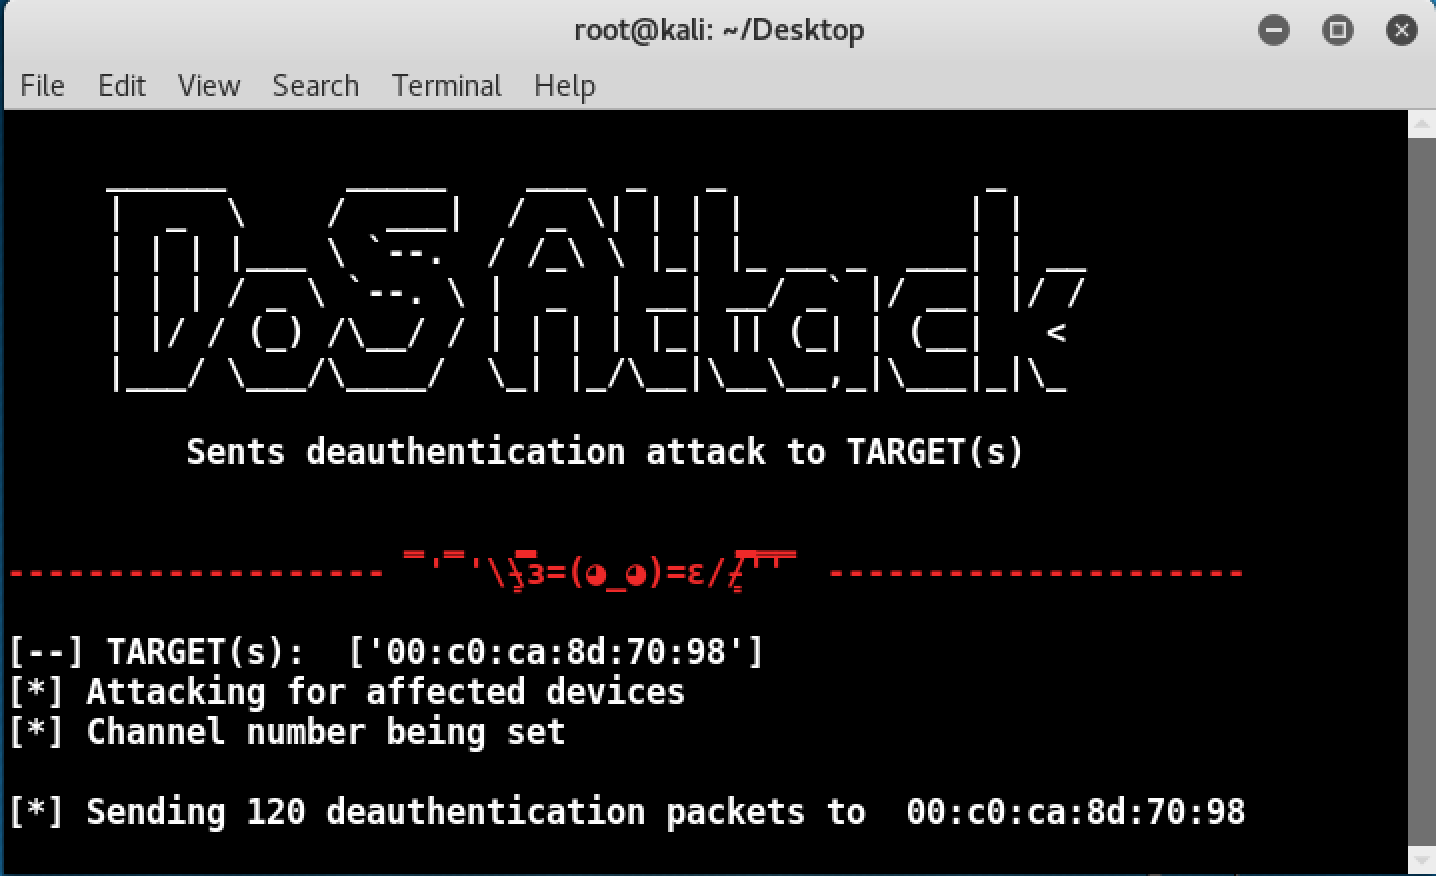 root@kali: ~/Desktop
File Edit View Search Terminal Help
DoS Attack
Sents deauthentication attack to TARGET(s)
[--] TARGET(s):  ['00:c0:ca:8d:70:98']
[*] Attacking for affected devices
[*] Channel number being set
[*] Sending 120 deauthentication packets to  00:c0:ca:8d:70:98